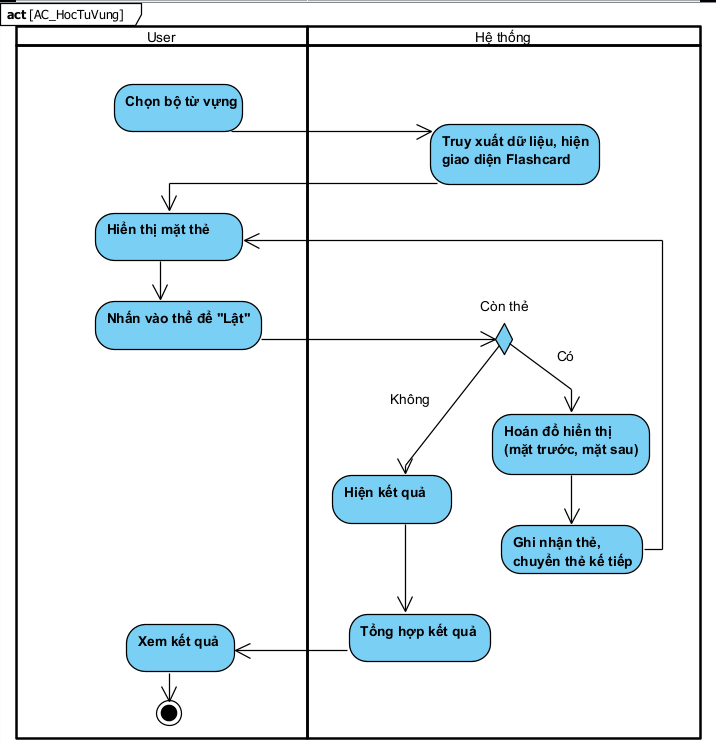 act [AC_HocTuVung]
User
Hệ thống
Chọn bộ từ vựng
Truy xuất dữ liệu, hiện
giao diện Flashcard
Hiển thị mặt thẻ
Nhấn vào thể để "Lật"
Còn thẻ
Có
Không
Hoán đổ hiển thị
(mặt trước, mặt sau)
Hiện kết quả
Ghi nhận thẻ,
chuyển thẻ kế tiếp
Tổng hợp kết quả
Xem kết quả